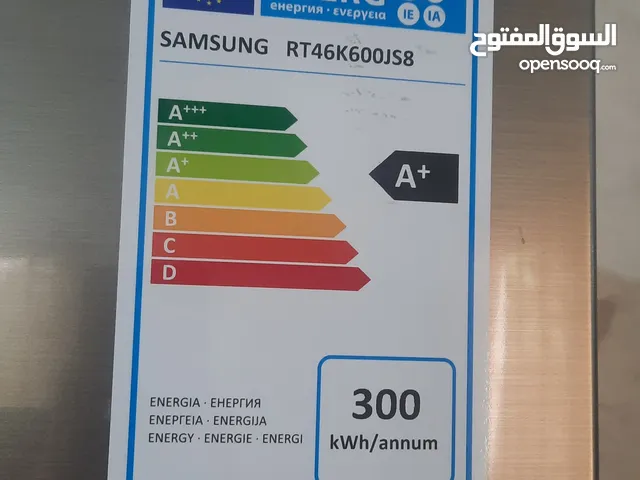 енергия · ενεργεια
IE IA
السوق المفتوح
opensooq.com
SAMSUNG RT46K600JS8
A+++
A++
A+
A
B
C
D
A+
ENERGIA · ЕНЕРГИЯ
ΕΝΕΡΓΕΙΑ · ENERGIJA
ENERGY · ENERGIE · ENERGI
300
kWh/annum